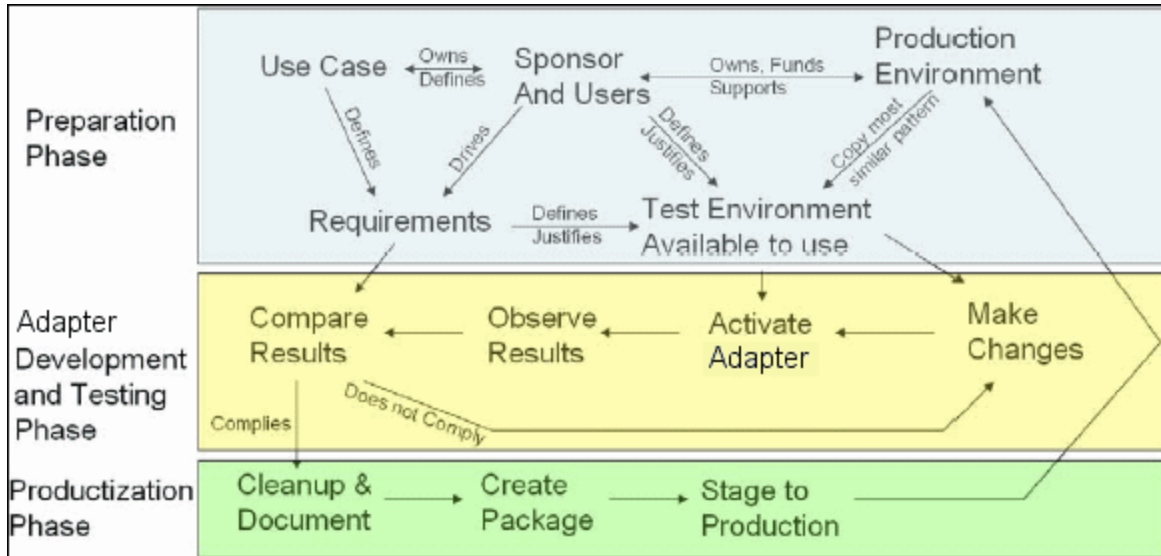 Preparation
Phase
Use Case
Owns
Defines
Sponsor
And Users
Owns, Funds
Supports
Production
Environment
Defines
Drives
Defines
Justifies
Copy most
similar pattern
Requirements
Defines
Justifies
Test Environment
Available to use
Adapter
Development
and Testing
Phase
Compare
Results
Observe
Results
Activate
Adapter
Make
Changes
Complies
Does not Comply
Productization
Phase
Cleanup &
Document
Create
Package
Stage to
Production